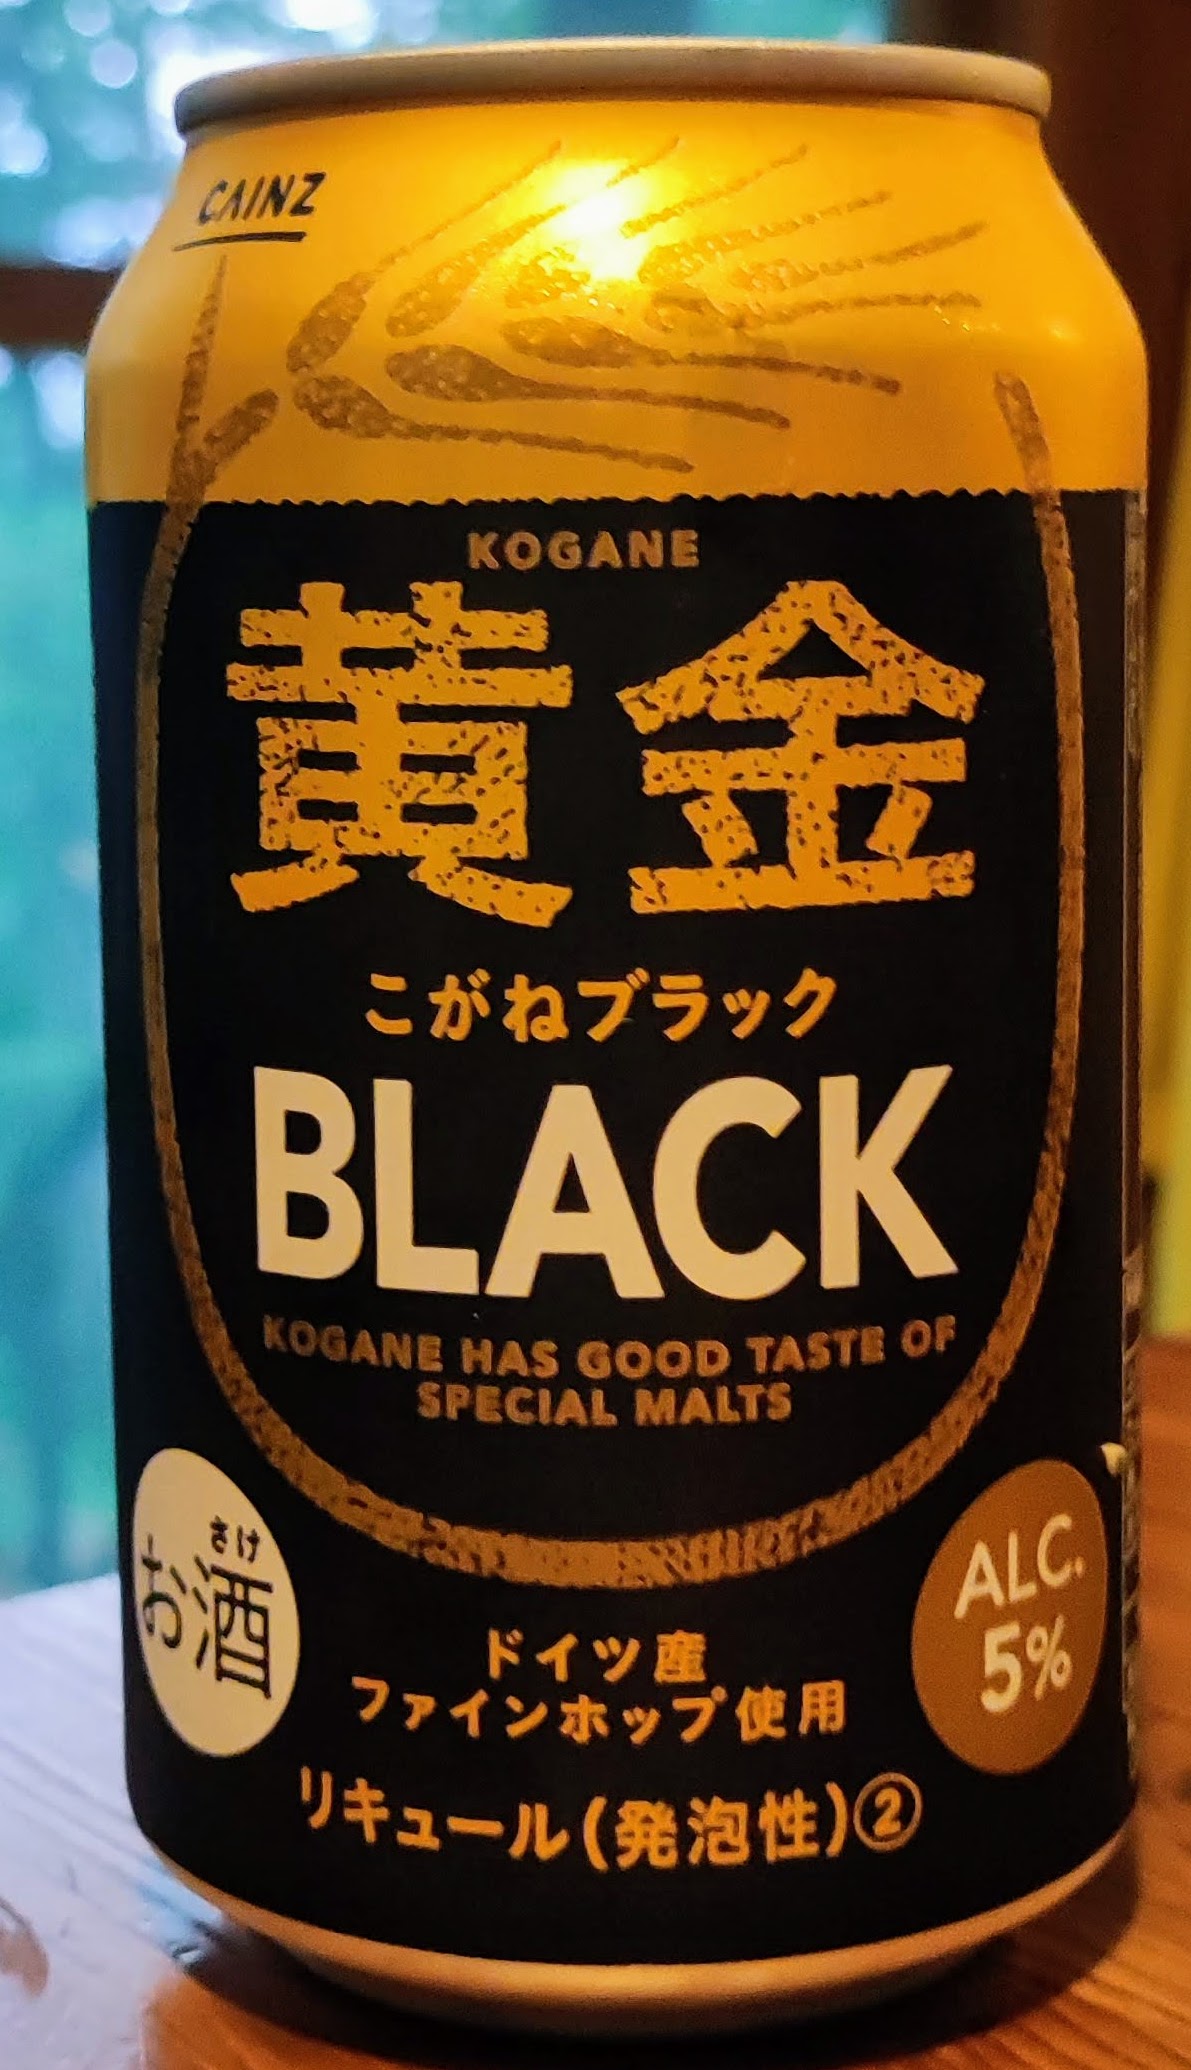 CAINZ
KOGANE
黄金
こがねブラック
BLACK
KOGANE HAS GOOD TASTE OF
SPECIAL MALTS
さけ
お酒
ALC.
5%
ドイツ産
ファインホップ使用
リキュール(発泡性)②